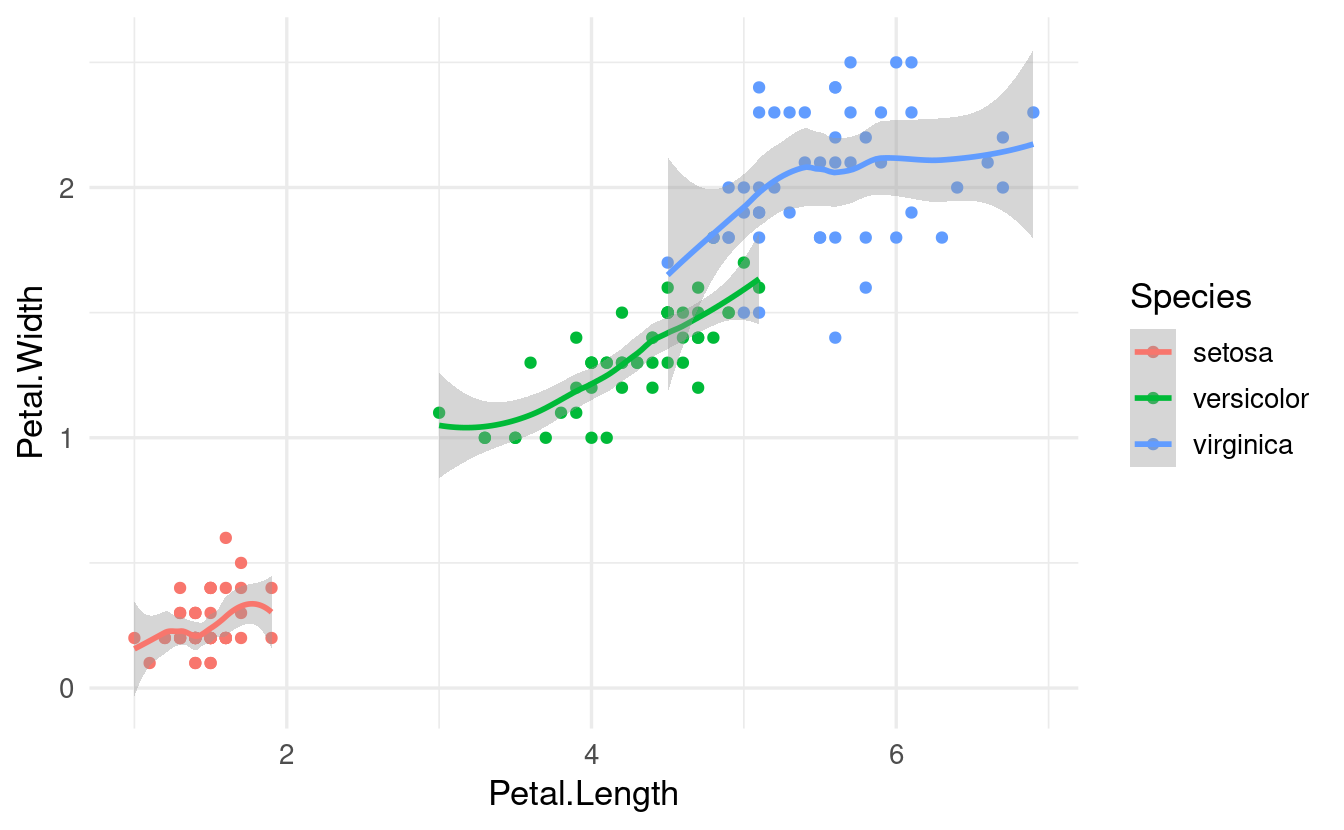 2
1
0
Petal.Width
2 4 6
Petal.Length
Species
setosa
versicolor
virginica